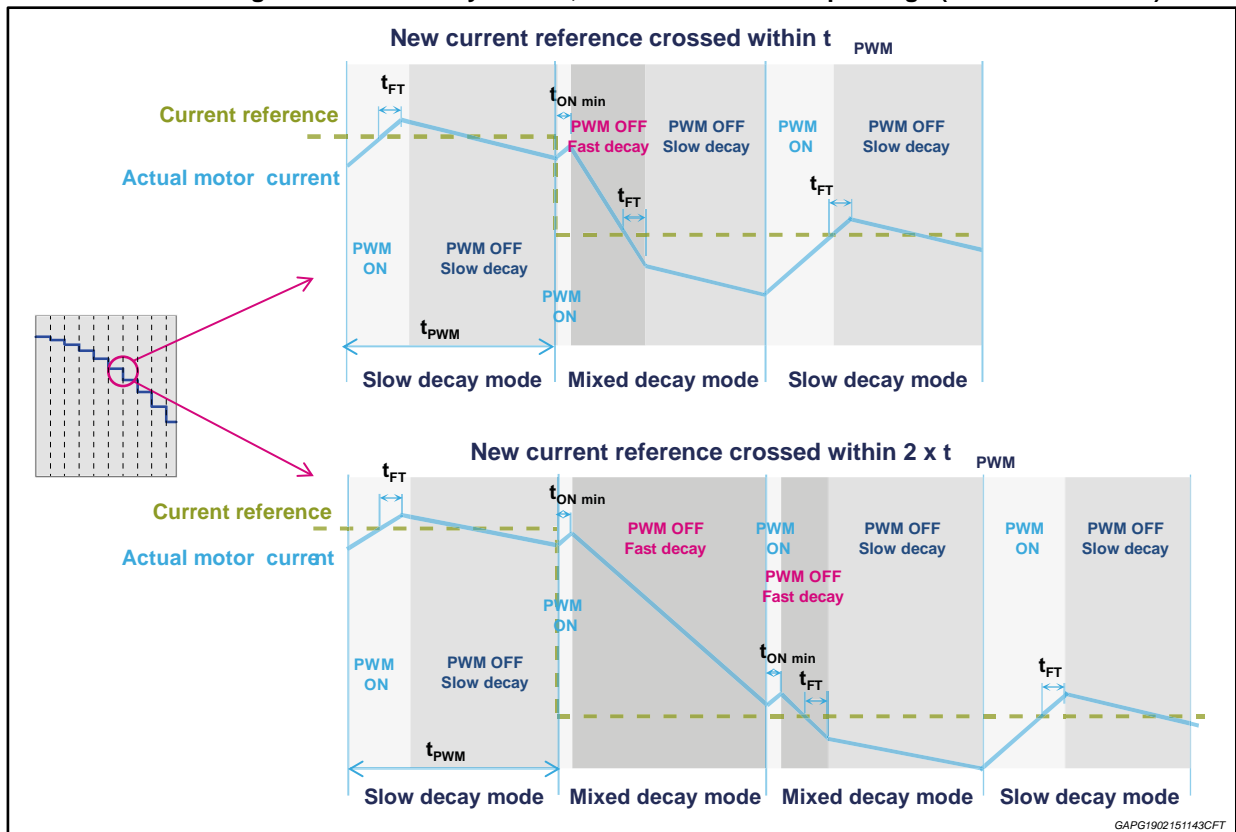 New current reference crossed within t PWM
tFT
tON min
Current reference
PWM OFF
Fast decay
PWM OFF
Slow decay
PWM
ON
PWM OFF
Slow decay
Actual motor current
tFT
tFT
PWM
ON
PWM OFF
Slow decay
PWM
ON
tPWM
Slow decay mode
Mixed decay mode
Slow decay mode
New current reference crossed within 2 x t PWM
tFT
tON min
Current reference
PWM OFF
Fast decay
PWM
ON
PWM OFF
Slow decay
PWM
ON
PWM OFF
Slow decay
Actual motor current
PWM OFF
Fast decay
PWM
ON
tON min
tFT
tFT
PWM
ON
PWM OFF
Slow decay
tPWM
Slow decay mode
Mixed decay mode
Mixed decay mode
Slow decay mode
GAPG1902151143CFT